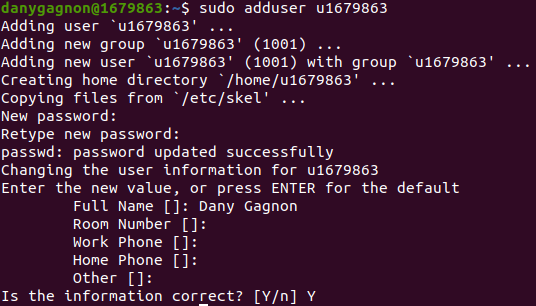 danygagnon@1679863:~$ sudo adduser u1679863
Adding user `u1679863' ...
Adding new group `u1679863' (1001) ...
Adding new user `u1679863' (1001) with group `u1679863' ...
Creating home directory `/home/u1679863' ...
Copying files from `/etc/skel' ...
New password:
Retype new password:
passwd: password updated successfully
Changing the user information for u1679863
Enter the new value, or press ENTER for the default
        Full Name []: Dany Gagnon
        Room Number []:
        Work Phone []:
        Home Phone []:
        Other []:
Is the information correct? [Y/n] Y